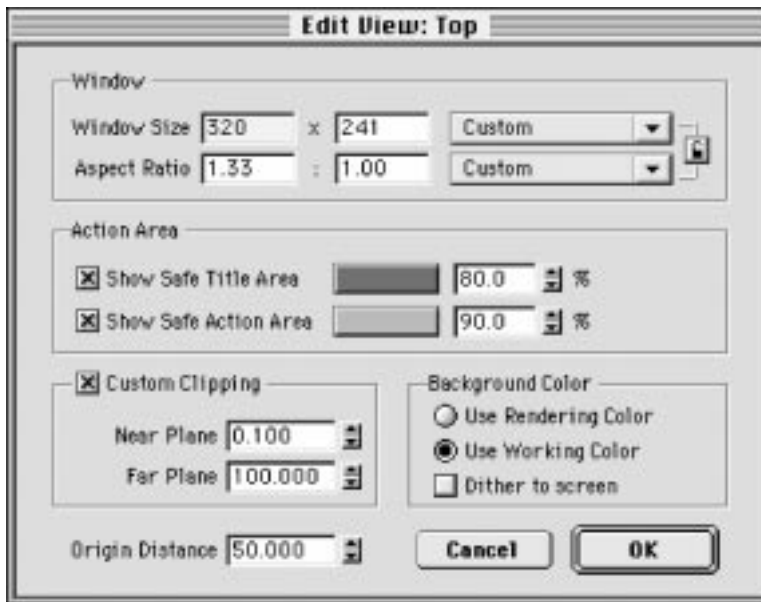 Edit View: Top
Window
Window Size 320 x 241 Custom
Aspect Ratio 1.33 : 1.00 Custom
Action Area
Show Safe Title Area 80.0 %
Show Safe Action Area 90.0 %
Custom Clipping
Near Plane 0.100
Far Plane 100.000
Background Color
Use Rendering Color
Use Working Color
Dither to screen
Origin Distance 50.000
Cancel OK